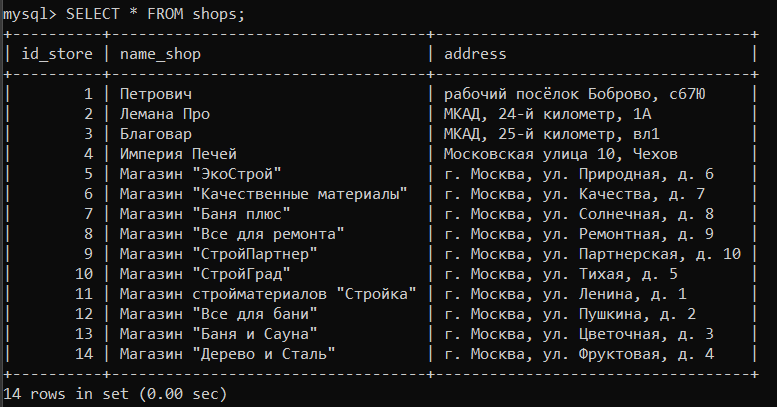 mysql> SELECT * FROM shops;
+----------+-----------------------------------+-----------------------------------+
| id_store | name_shop                         | address                           |
+----------+-----------------------------------+-----------------------------------+
|        1 | Петрович                          | рабочий посёлок Боброво, с67Ю     |
|        2 | Лемана Про                        | МКАД, 24-й километр, 1А           |
|        3 | Благовар                          | МКАД, 25-й километр, вл1          |
|        4 | Империя Печей                     | Московская улица 10, Чехов        |
|        5 | Магазин "ЭкоСтрой"                | г. Москва, ул. Природная, д. 6    |
|        6 | Магазин "Качественные материалы"  | г. Москва, ул. Качества, д. 7     |
|        7 | Магазин "Баня плюс"               | г. Москва, ул. Солнечная, д. 8    |
|        8 | Магазин "Все для ремонта"         | г. Москва, ул. Ремонтная, д. 9    |
|        9 | Магазин "СтройПартнер"            | г. Москва, ул. Партнерская, д. 10 |
|       10 | Магазин "СтройГрад"               | г. Москва, ул. Тихая, д. 5        |
|       11 | Магазин стройматериалов "Стройка" | г. Москва, ул. Ленина, д. 1       |
|       12 | Магазин "Все для бани"            | г. Москва, ул. Пушкина, д. 2      |
|       13 | Магазин "Баня и Сауна"            | г. Москва, ул. Цветочная, д. 3    |
|       14 | Магазин "Дерево и Сталь"          | г. Москва, ул. Фруктовая, д. 4    |
+----------+-----------------------------------+-----------------------------------+
14 rows in set (0.00 sec)